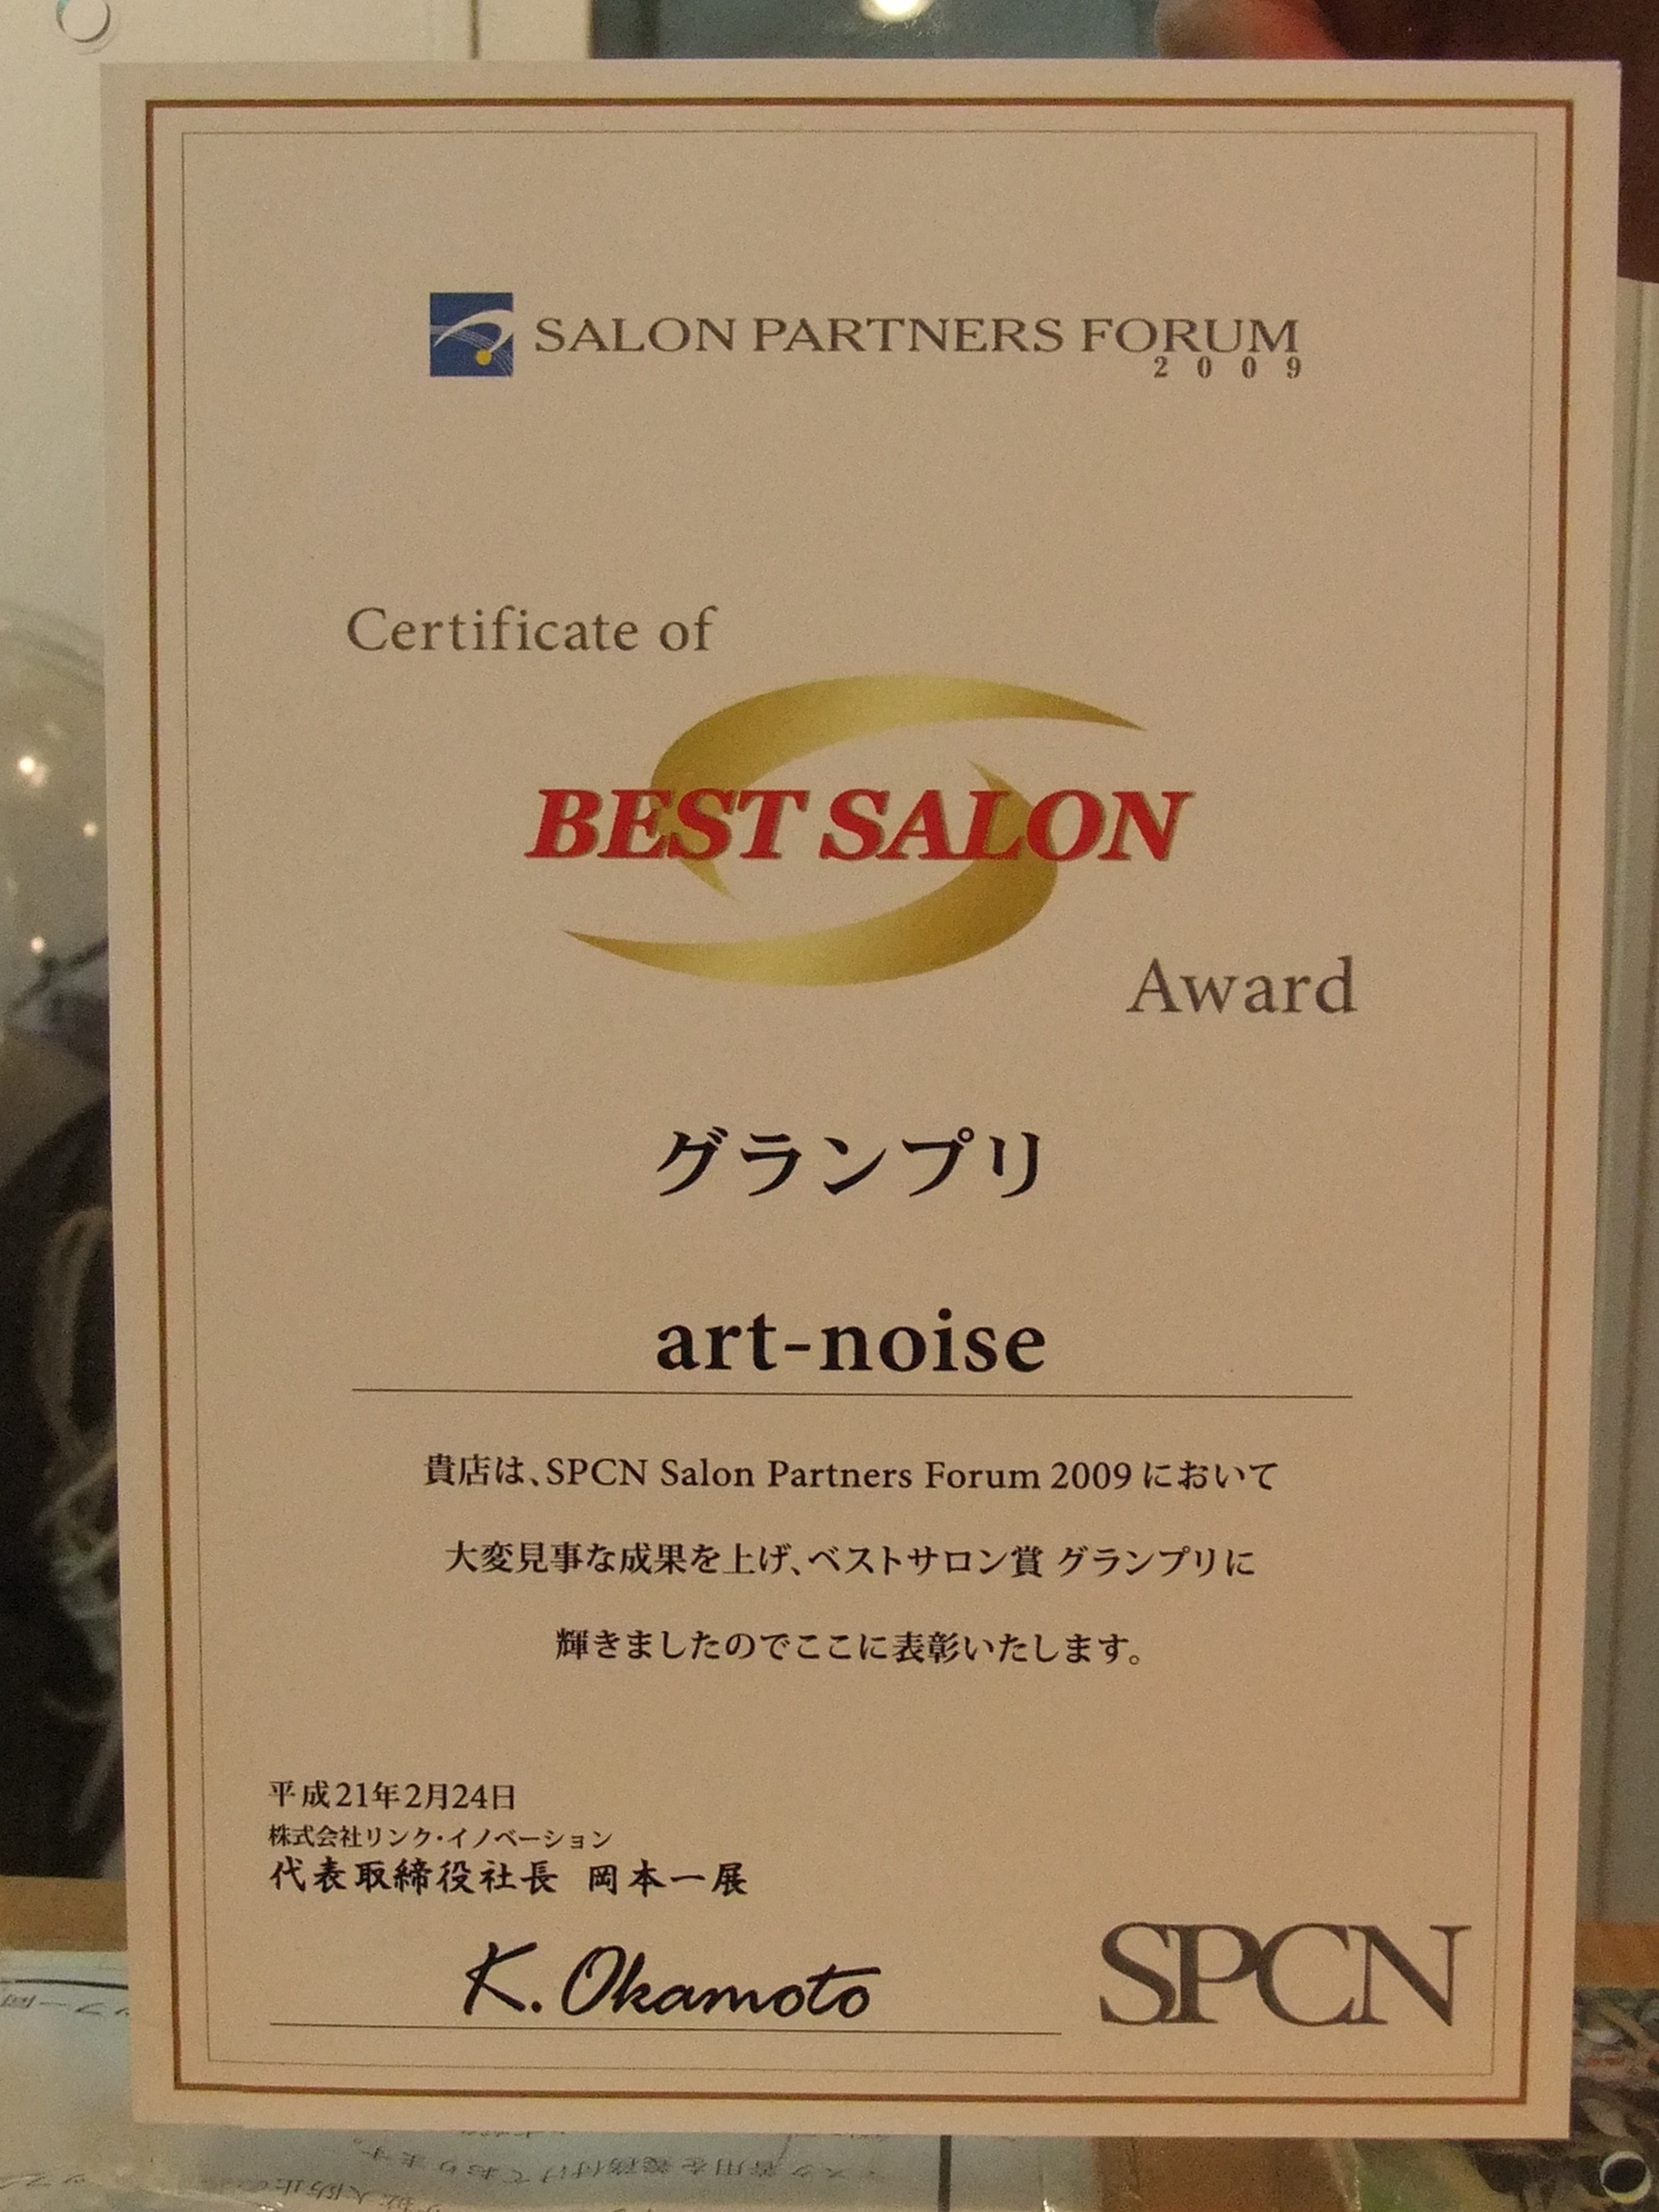 SALON PARTNERS FORUM
2009
Certificate of
BEST SALON
Award
グランプリ
art-noise
貴店は、SPCN Salon Partners Forum 2009 において
大変見事な成果を上げ、ベストサロン賞 グランプリに
輝きましたのでここに表彰いたします。
平成21年2月24日
株式会社リンク・イノベーション
代表取締役社長 岡本一展
K. Okamoto
SPCN